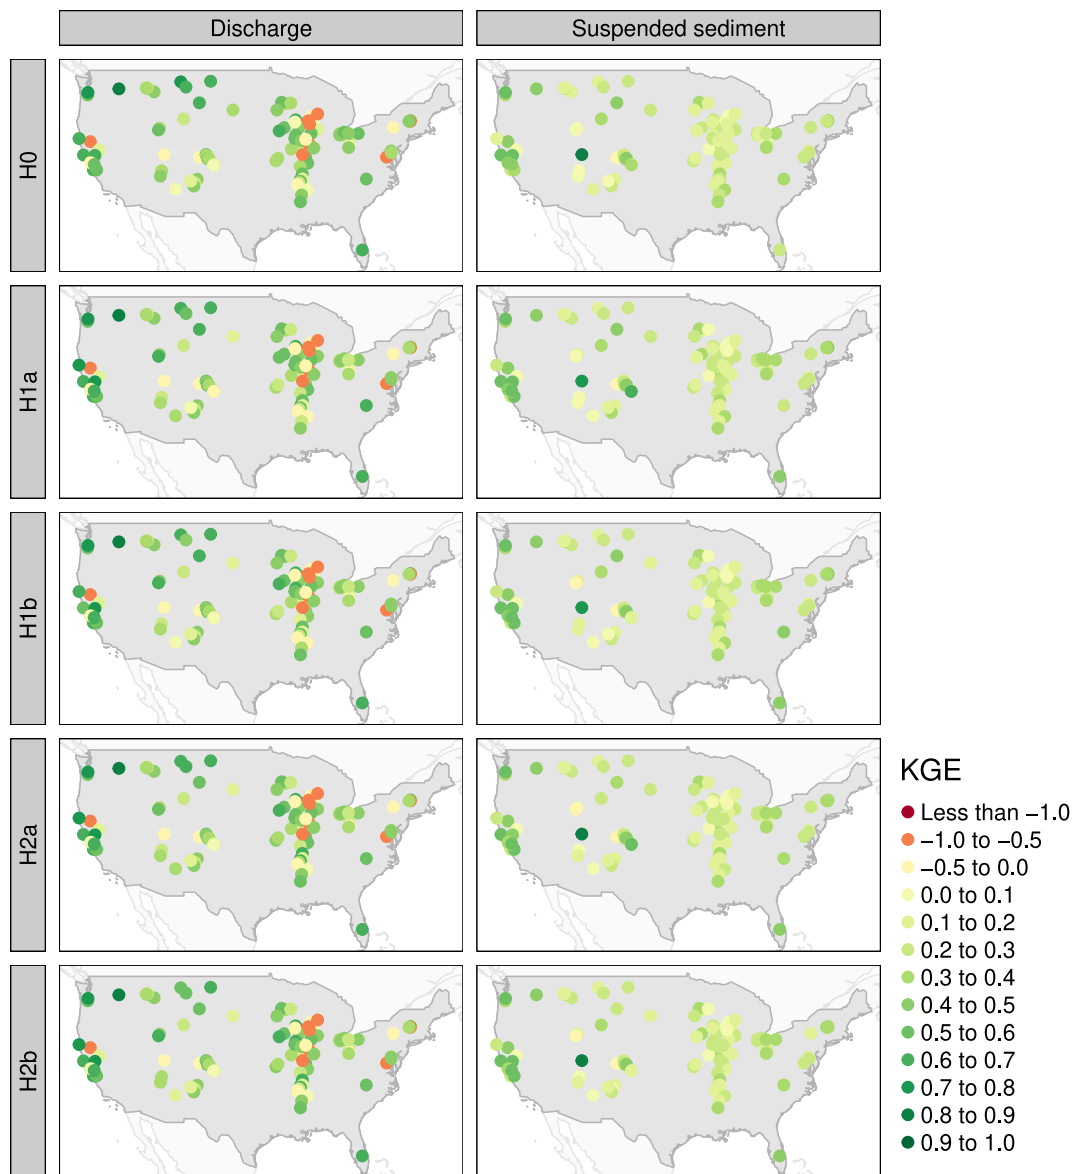 Discharge
Suspended sediment
H0
H1a
H1b
H2a
H2b
KGE
Less than −1.0
−1.0 to −0.5
−0.5 to 0.0
0.0 to 0.1
0.1 to 0.2
0.2 to 0.3
0.3 to 0.4
0.4 to 0.5
0.5 to 0.6
0.6 to 0.7
0.7 to 0.8
0.8 to 0.9
0.9 to 1.0